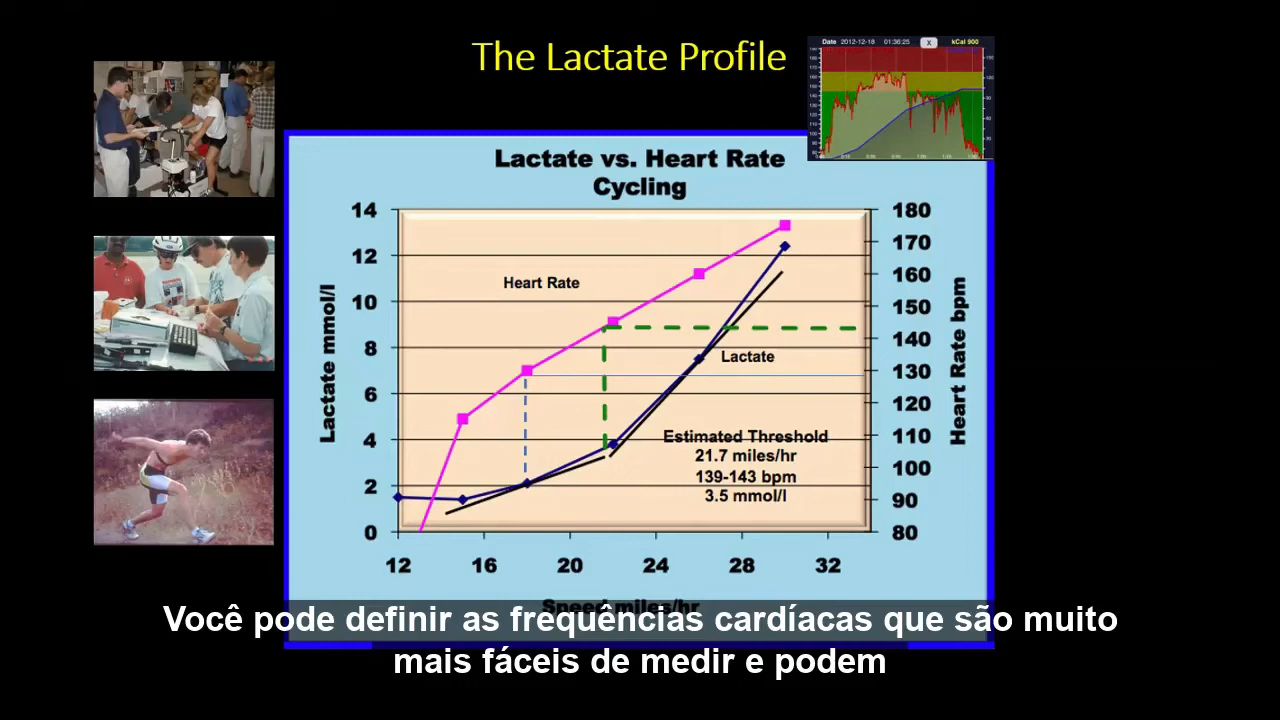 The Lactate Profile
Date 2012-12-18 01:36:25 X kCal 900
Lactate vs. Heart Rate
Cycling
14
12
10
8
6
4
2
0
Lactate mmol/l
180
170
160
150
140
130
120
110
100
90
80
Heart Rate bpm
Heart Rate
Lactate
Estimated Threshold
21.7 miles/hr
139-143 bpm
3.5 mmol/l
12 16 20 24 28 32
Speed miles/hr
Você pode definir as frequências cardíacas que são muito
mais fáceis de medir e podem